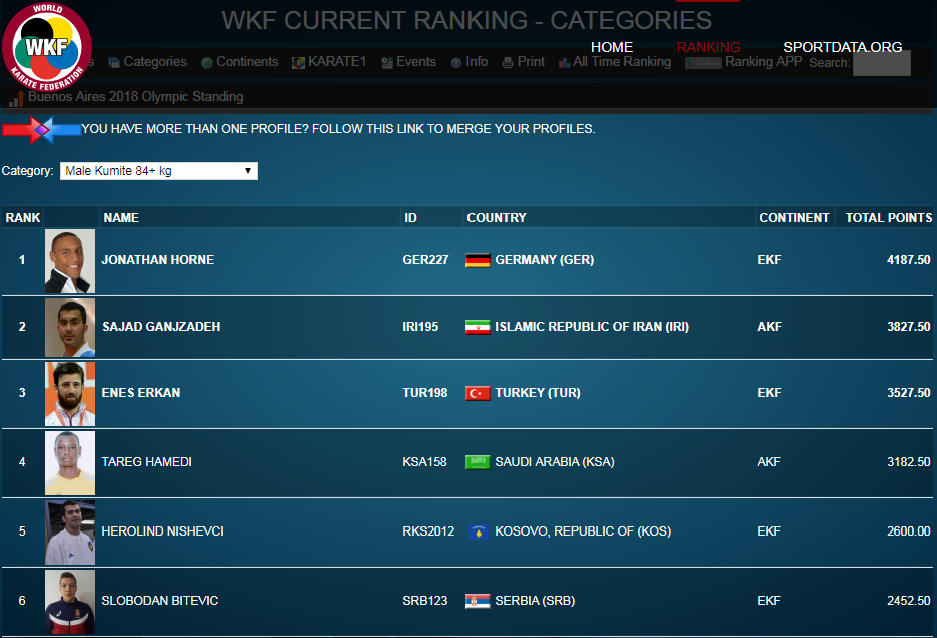 WKF CURRENT RANKING - CATEGORIES
WORLD
WKF
KARATE FEDERATION
HOME RANKING SPORTDATA.ORG
Categories Continents KARATE1 Events Info Print All Time Ranking Ranking APP Search:
Buenos Aires 2018 Olympic Standing
YOU HAVE MORE THAN ONE PROFILE? FOLLOW THIS LINK TO MERGE YOUR PROFILES.
Category: Male Kumite 84+ kg
RANK NAME ID COUNTRY CONTINENT TOTAL POINTS
1 JONATHAN HORNE GER227 GERMANY (GER) EKF 4187.50
2 SAJAD GANJZADEH IRI195 ISLAMIC REPUBLIC OF IRAN (IRI) AKF 3827.50
3 ENES ERKAN TUR198 TURKEY (TUR) EKF 3527.50
4 TAREG HAMEDI KSA158 SAUDI ARABIA (KSA) AKF 3182.50
5 HEROLIND NISHEVCI RKS2012 KOSOVO, REPUBLIC OF (KOS) EKF 2600.00
6 SLOBODAN BITEVIC SRB123 SERBIA (SRB) EKF 2452.50